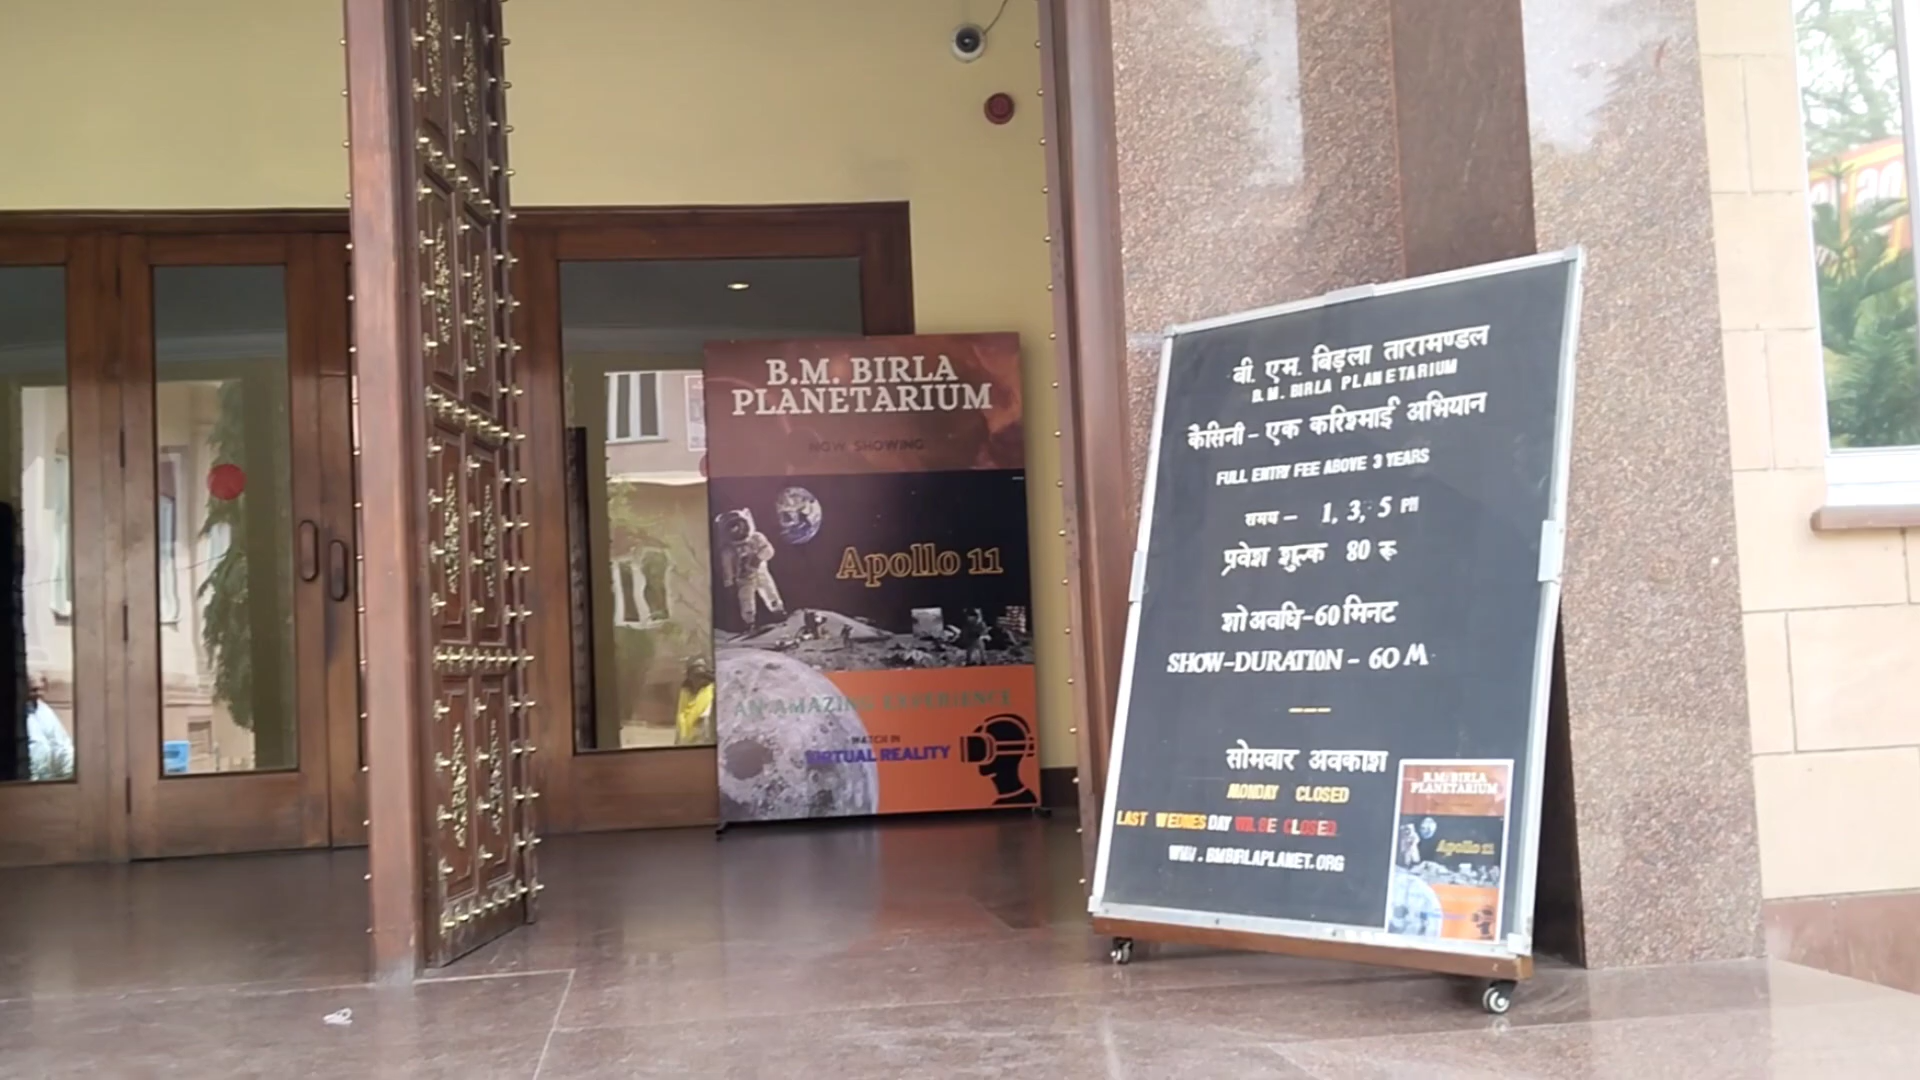 B.M. BIRLA
PLANETARIUM
NOW SHOWING
Apollo 11
AN AMAZING EXPERIENCE
WATCH IN
VIRTUAL REALITY
बी. एम. बिड़ला तारामण्डल
B.M. BIRLA PLANETARIUM
कैसिनी - एक करिश्माई अभियान
FULL ENTRY FEE ABOVE 3 YEARS
समय - 1, 3, 5 PM
प्रवेश शुल्क 80 रू
शो अवधि-60 मिनट
SHOW-DURATION - 60 M
सोमवार अवकाश
MONDAY CLOSED
LAST WEDNESDAY WIL BE CLOSED
WWW.BMBIRLAPLANET.ORG
B.M. BIRLA
PLANETARIUM
Apollo 11